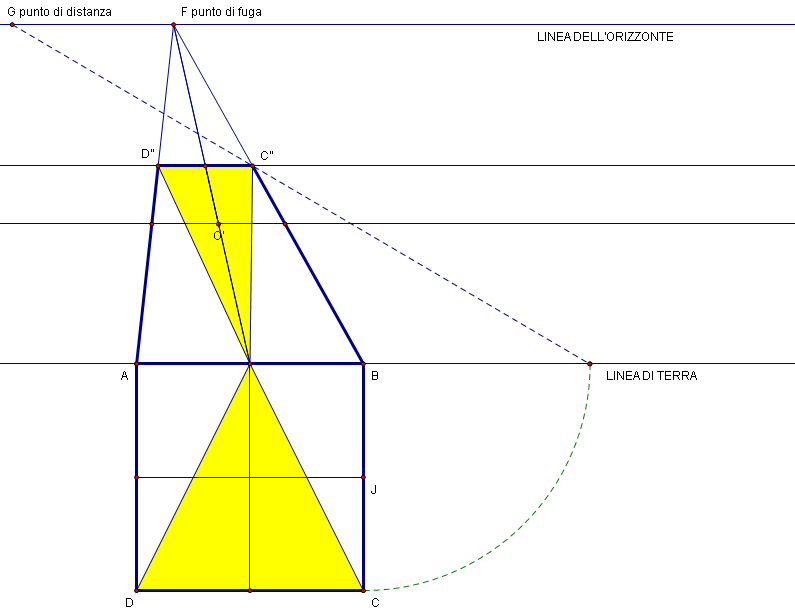 G punto di distanza
F punto di fuga
LINEA DELL'ORIZZONTE
D"
C"
O'
A
B
LINEA DI TERRA
J
D
C